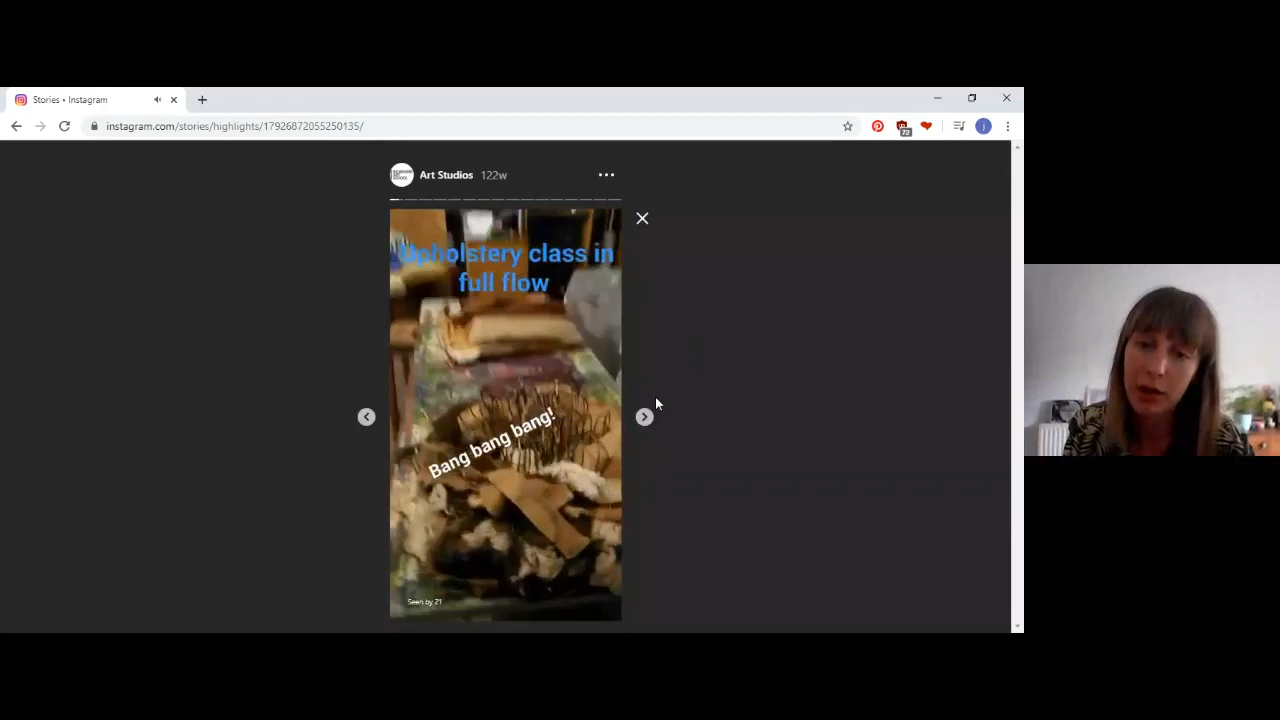 Stories • Instagram
instagram.com/stories/highlights/17926872055250135/
72
j
Art Studios 122w
Upholstery class in
full flow
Bang bang bang!
Seen by 21